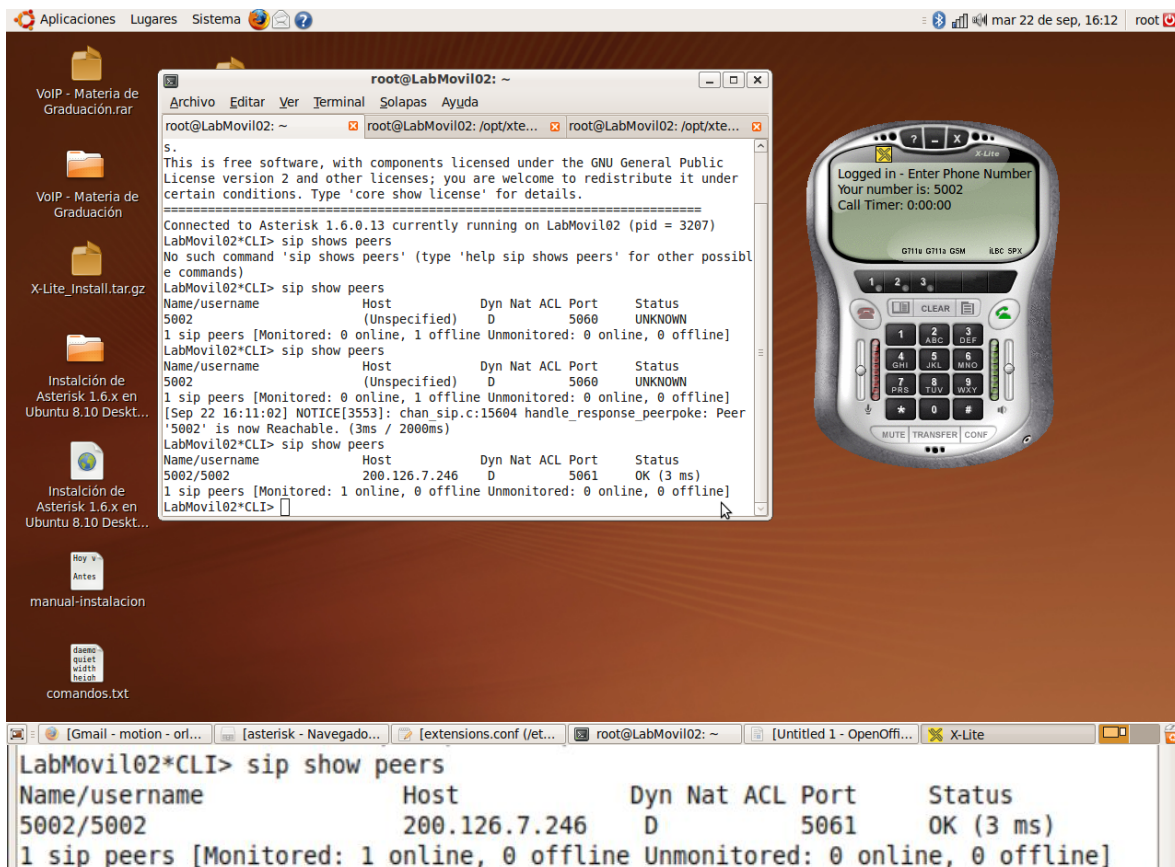 Aplicaciones Lugares Sistema
mar 22 de sep, 16:12 root
VoIP - Materia de
Graduación.rar
VoIP - Materia de
Graduación
X-Lite_Install.tar.gz
Instalción de
Asterisk 1.6.x en
Ubuntu 8.10 Deskt...
Instalción de
Asterisk 1.6.x en
Ubuntu 8.10 Deskt...
Hoy v
Antes
manual-instalacion
daemo
quiet
width
heigh
comandos.txt
root@LabMovil02: ~
Archivo Editar Ver Terminal Solapas Ayuda
root@LabMovil02: ~ root@LabMovil02: /opt/xte... root@LabMovil02: /opt/xte...
s.
This is free software, with components licensed under the GNU General Public
License version 2 and other licenses; you are welcome to redistribute it under
certain conditions. Type 'core show license' for details.
=========================================================================
Connected to Asterisk 1.6.0.13 currently running on LabMovil02 (pid = 3207)
LabMovil02*CLI> sip shows peers
No such command 'sip shows peers' (type 'help sip shows peers' for other possibl
e commands)
LabMovil02*CLI> sip show peers
Name/username Host Dyn Nat ACL Port Status
5002 (Unspecified) D 5060 UNKNOWN
1 sip peers [Monitored: 0 online, 1 offline Unmonitored: 0 online, 0 offline]
LabMovil02*CLI> sip show peers
Name/username Host Dyn Nat ACL Port Status
5002 (Unspecified) D 5060 UNKNOWN
1 sip peers [Monitored: 0 online, 1 offline Unmonitored: 0 online, 0 offline]
[Sep 22 16:11:02] NOTICE[3553]: chan_sip.c:15604 handle_response_peerpoke: Peer
'5002' is now Reachable. (3ms / 2000ms)
LabMovil02*CLI> sip show peers
Name/username Host Dyn Nat ACL Port Status
5002/5002 200.126.7.246 D 5061 OK (3 ms)
1 sip peers [Monitored: 1 online, 0 offline Unmonitored: 0 online, 0 offline]
LabMovil02*CLI>
? - X
X-Lite
Logged in - Enter Phone Number
Your number is: 5002
Call Timer: 0:00:00
G711u G711a GSM iLBC SPX
1 2 3
CLEAR
1 2 ABC 3 DEF
4 GHI 5 JKL 6 MNO
7 PRS 8 TUV 9 WXY
* 0 #
MUTE TRANSFER CONF
[Gmail - motion - orl... [asterisk - Navegado... [extensions.conf (/et... root@LabMovil02: ~ [Untitled 1 - OpenOffi... X-Lite
LabMovil02*CLI> sip show peers
Name/username Host Dyn Nat ACL Port Status
5002/5002 200.126.7.246 D 5061 OK (3 ms)
1 sip peers [Monitored: 1 online, 0 offline Unmonitored: 0 online, 0 offline]